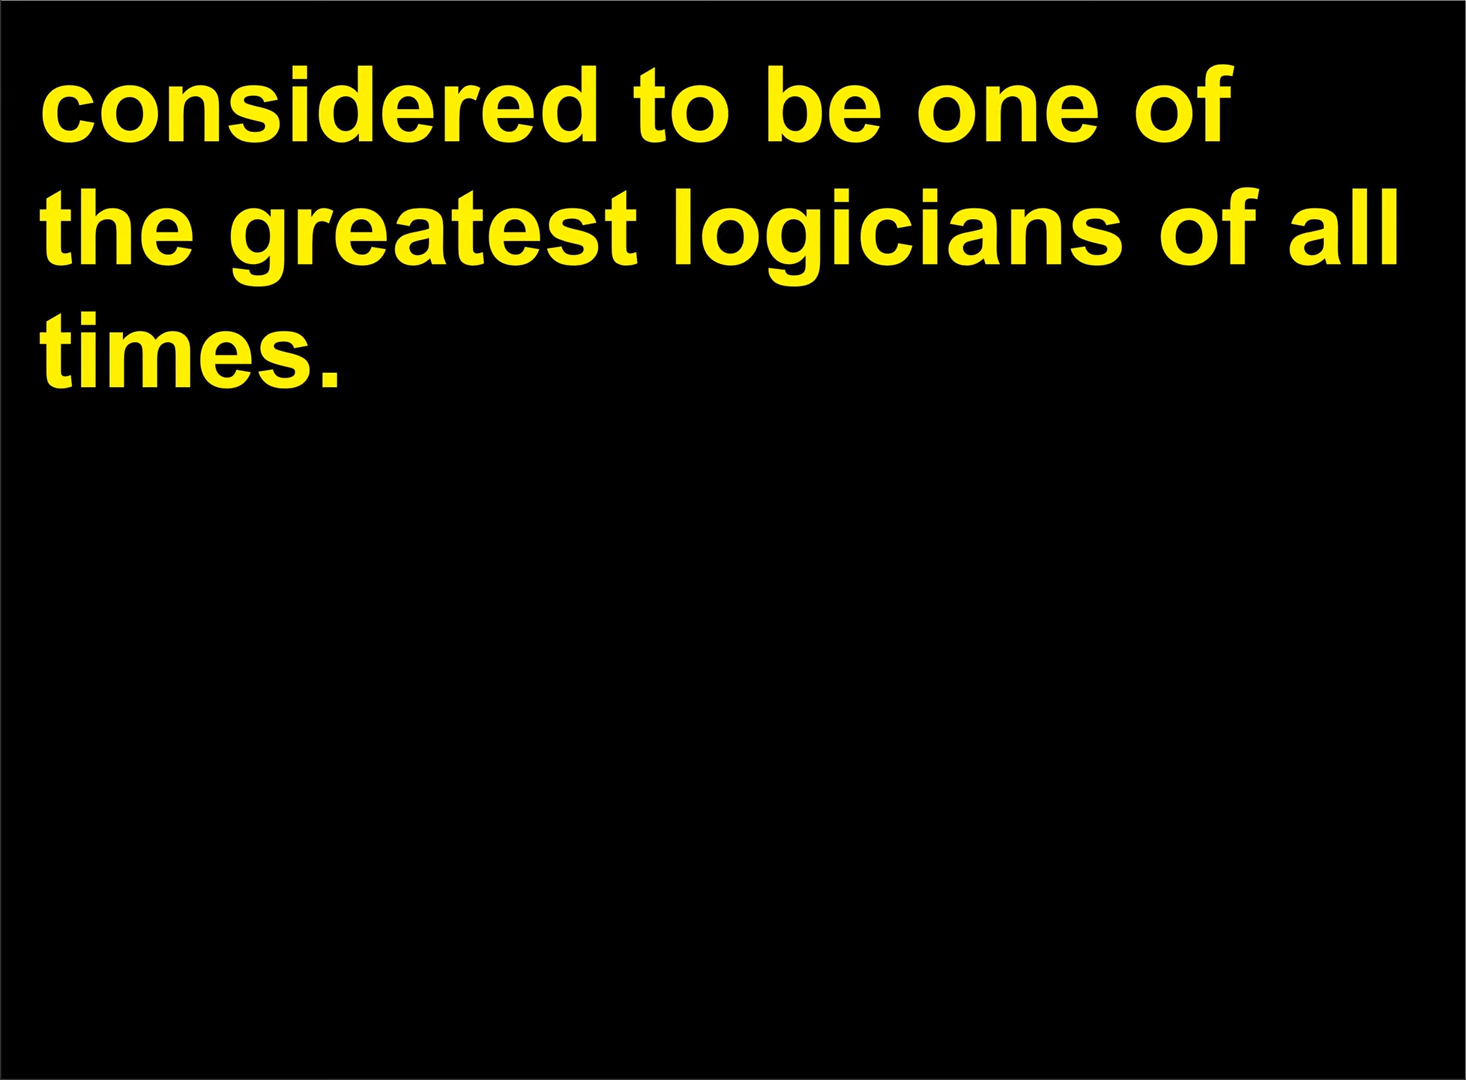 considered to be one of
the greatest logicians of all
times.